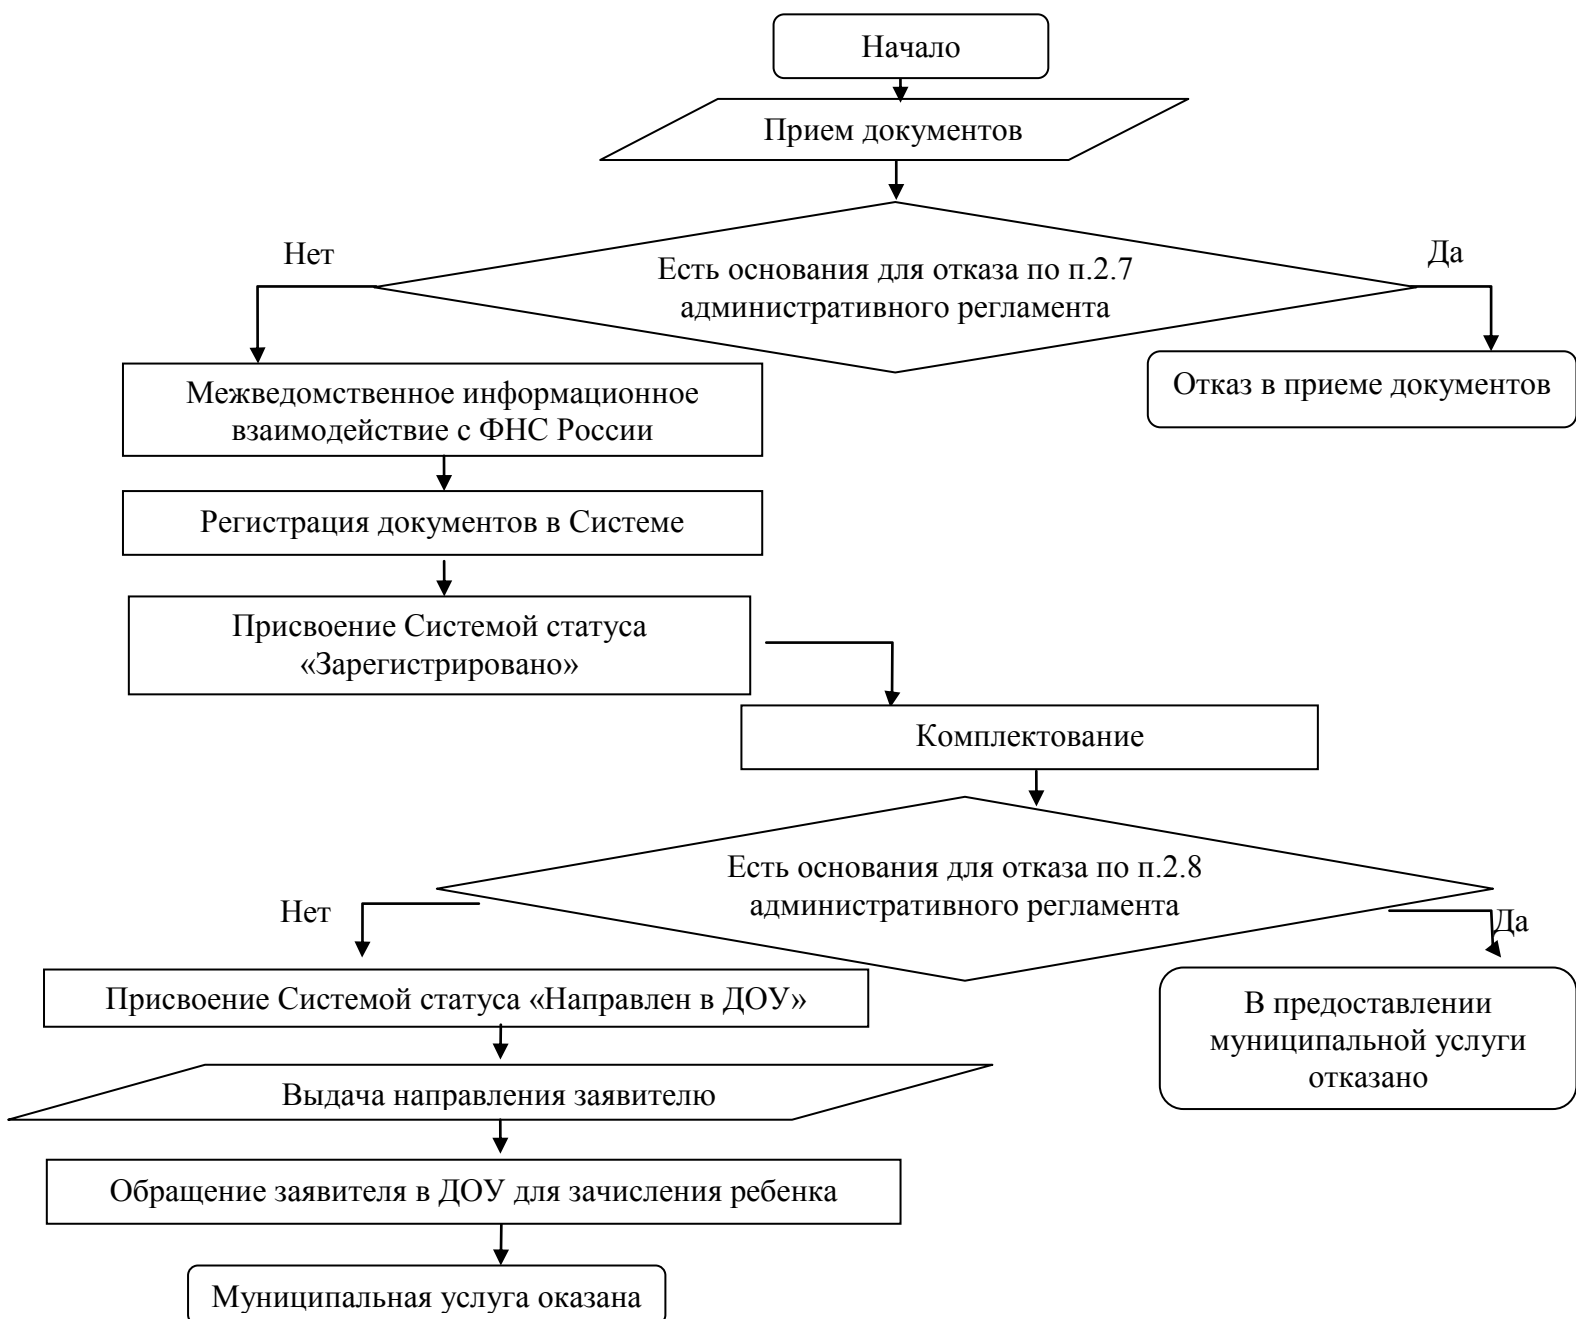 Начало
Прием документов
Нет
Да
Есть основания для отказа по п.2.7
административного регламента
Межведомственное информационное
взаимодействие с ФНС России
Отказ в приеме документов
Регистрация документов в Системе
Присвоение Системой статуса
«Зарегистрировано»
Комплектование
Есть основания для отказа по п.2.8
административного регламента
Нет
Да
Присвоение Системой статуса «Направлен в ДОУ»
В предоставлении
муниципальной услуги
отказано
Выдача направления заявителю
Обращение заявителя в ДОУ для зачисления ребенка
Муниципальная услуга оказана